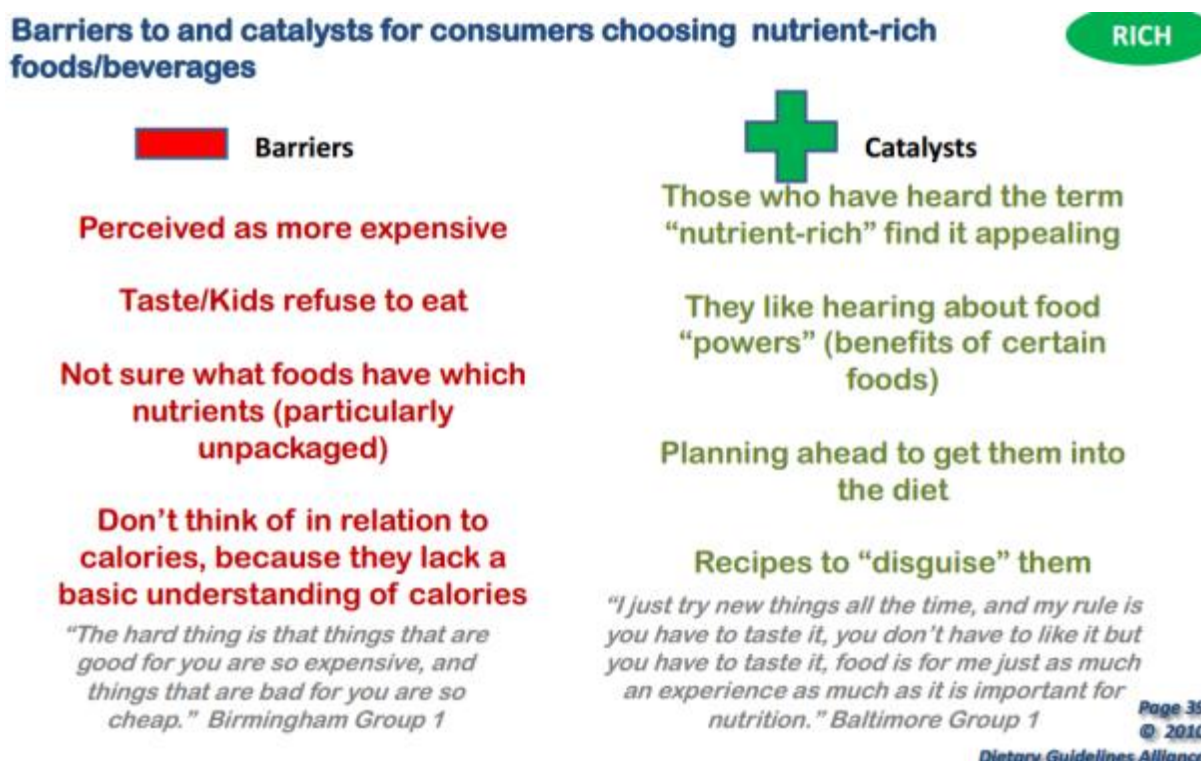 Barriers to and catalysts for consumers choosing nutrient-rich
foods/beverages
RICH
Barriers
Perceived as more expensive
Taste/Kids refuse to eat
Not sure what foods have which
nutrients (particularly
unpackaged)
Don't think of in relation to
calories, because they lack a
basic understanding of calories
"The hard thing is that things that are
good for you are so expensive, and
things that are bad for you are so
cheap." Birmingham Group 1
Catalysts
Those who have heard the term
"nutrient-rich" find it appealing
They like hearing about food
"powers" (benefits of certain
foods)
Planning ahead to get them into
the diet
Recipes to "disguise" them
"I just try new things all the time, and my rule is
you have to taste it, you don't have to like it but
you have to taste it, food is for me just as much
an experience as much as it is important for
nutrition." Baltimore Group 1
Page 39
© 2010
Dietary Guidelines Alliance